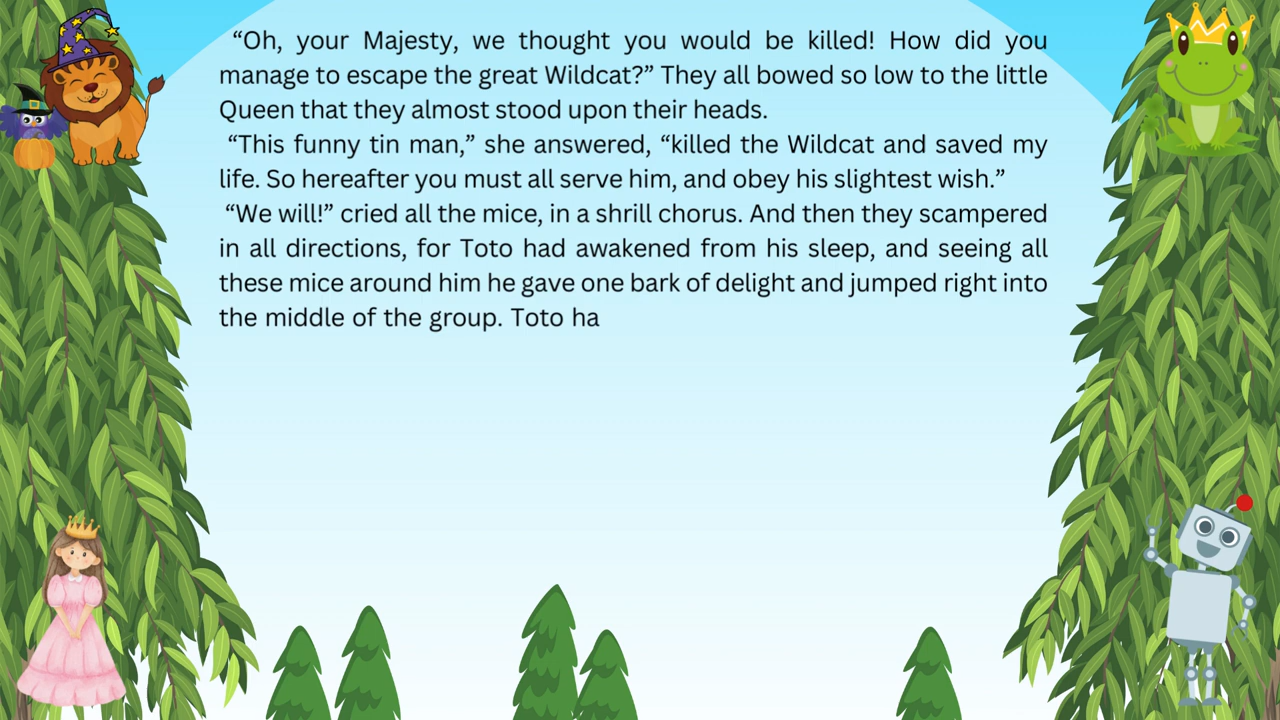 “Oh, your Majesty, we thought you would be killed! How did you
manage to escape the great Wildcat?” They all bowed so low to the little
Queen that they almost stood upon their heads.
“This funny tin man,” she answered, “killed the Wildcat and saved my
life. So hereafter you must all serve him, and obey his slightest wish.”
“We will!” cried all the mice, in a shrill chorus. And then they scampered
in all directions, for Toto had awakened from his sleep, and seeing all
these mice around him he gave one bark of delight and jumped right into
the middle of the group. Toto ha